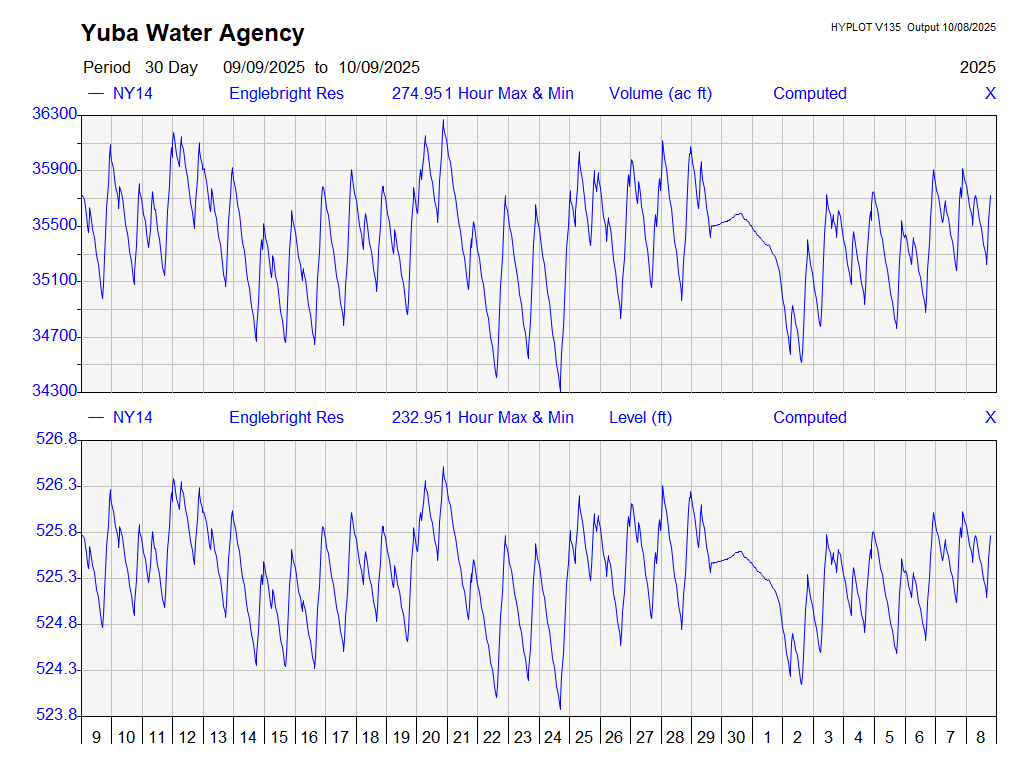 Yuba Water Agency
HYPLOT V135 Output 10/08/2025
Period 30 Day 09/09/2025 to 10/09/2025 2025
NY14 Englebright Res 274.951 Hour Max & Min Volume (ac ft) Computed X
36300
35900
35500
35100
34700
34300
NY14 Englebright Res 232.951 Hour Max & Min Level (ft) Computed X
526.8
526.3
525.8
525.3
524.8
524.3
523.8
9 10 11 12 13 14 15 16 17 18 19 20 21 22 23 24 25 26 27 28 29 30 1 2 3 4 5 6 7 8